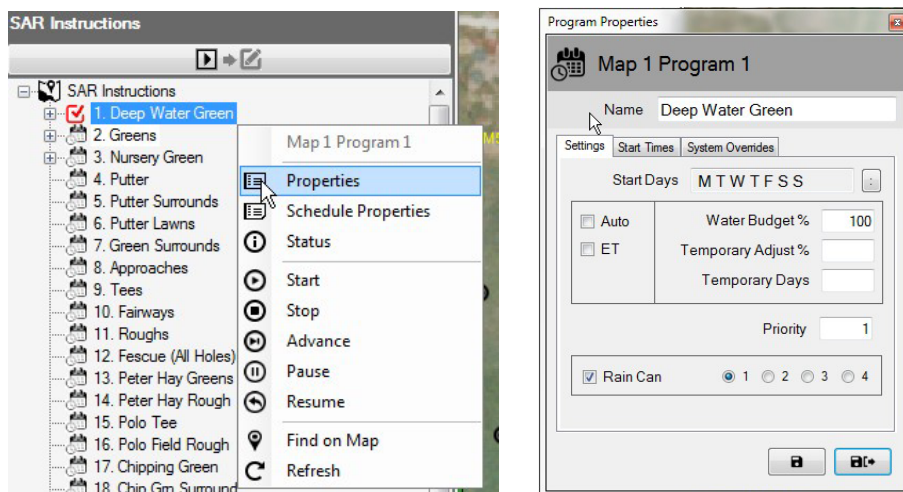 SAR Instructions
SAR Instructions
1. Deep Water Green
2. Greens
3. Nursery Green
4. Putter
5. Putter Surrounds
6. Putter Lawns
7. Green Surrounds
8. Approaches
9. Tees
10. Fairways
11. Roughs
12. Fescue (All Holes)
13. Peter Hay Greens
14. Peter Hay Rough
15. Polo Tee
16. Polo Field Rough
17. Chipping Green
18. Chip Grn Surround
Map 1 Program 1
Properties
Schedule Properties
Status
Start
Stop
Advance
Pause
Resume
Find on Map
Refresh
Program Properties
Map 1 Program 1
Name Deep Water Green
Settings Start Times System Overrides
Start Days M T W T F S S :
Auto Water Budget % 100
ET Temporary Adjust %
Temporary Days
Priority 1
Rain Can 1 2 3 4